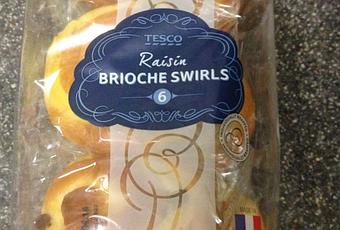 TESCO
Raisin
BRIOCHE SWIRLS
6